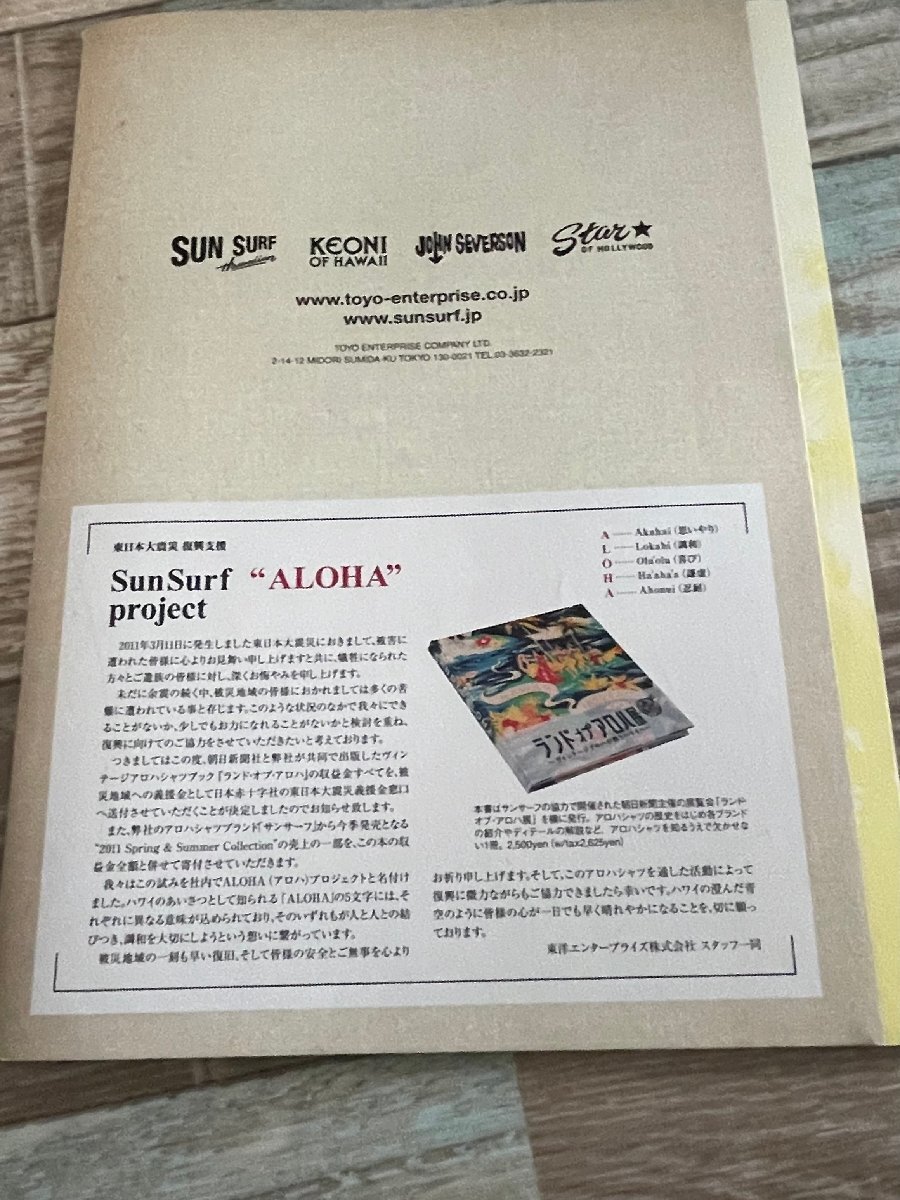 SUN SURF
Hawaiian
KEONI
OF HAWAII
JOHN SEVERSON
Star
OF HOLLYWOOD
www.toyo-enterprise.co.jp
www.sunsurf.jp
TOYO ENTERPRISE COMPANY LTD.
2-14-12 MIDORI SUMIDA-KU TOKYO 130-0021 TEL.03-3632-2321
東日本大震災 復興支援
SunSurf “ALOHA”
project
A ...... Akahai（思いやり）
L ...... Lokahi（調和）
O ...... Olu'olu（喜び）
H ...... Ha'aha'a（謙虚）
A ...... Ahonui（忍耐）
2011年3月11日に発生しました東日本大震災におきまして、被害に
遭われた皆様に心よりお見舞い申し上げますと共に、犠牲になられた
方々とご遺族の皆様に対し、深くお悔やみを申し上げます。
未だに余震の続く中、被災地域の皆様におかれましては多くの苦
難に遭われている事と存じます。このような状況のなかで我々にでき
ることがないか、少しでもお力になれることがないかと検討を重ね、
復興に向けてのご協力をさせていただきたいと考えております。
つきましてはこの度、朝日新聞社と弊社が共同で出版したヴィン
テージアロハシャツブック『ランド・オブ・アロハ』の収益金すべてを、被
災地域への義援金として日本赤十字社の東日本大震災義援金窓口
へ送付させていただくことが決定しましたのでお知らせ致します。
また、弊社のアロハシャツブランド「サンサーフ」から今季発売となる
"2011 Spring & Summer Collection"の売上の一部を、この本の収
益金全額と併せて寄付させていただきます。
我々はこの試みを社内でALOHA（アロハ）プロジェクトと名付け
ました。ハワイのあいさつとして知られる「ALOHA」の5文字には、そ
れぞれに異なる意味が込められており、そのいずれもが人と人との結
びつき、調和を大切にしようという想いに繋がっています。
被災地域の一刻も早い復旧、そして皆様の安全とご無事を心より
ランド・オブ・アロハ展
本書はサンサーフの協力で開催された朝日新聞主催の展覧会「ランド・
オブ・アロハ展」を機に発行。アロハシャツの歴史をはじめ各ブランド
の紹介やディテールの解説など、アロハシャツを知るうえで欠かせな
い1冊。2,500yen (w/tax2,625yen)
お祈り申し上げます。そして、このアロハシャツを通した活動によって
復興に微力ながらもご協力できましたら幸いです。ハワイの澄んだ青
空のように皆様の心が一日でも早く晴れやかになることを、切に願っ
ております。
東洋エンタープライズ株式会社 スタッフ一同